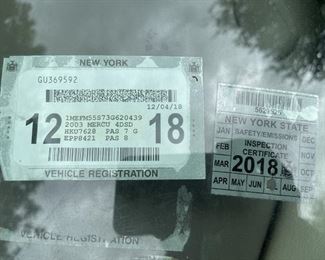 NEW YORK
GU369592
12/04/18
12
18
1MEFM55S73G620439
2003 MERCU 4DSD
HKU7628 PAS 7 G
EPP8421 PAS 8
VEHICLE REGISTRATION
NEW YORK STATE
JAN SAFETY/EMISSIONS DEC
FEB INSPECTION NOV
CERTIFICATE
MAR 2018
APR MAY JUN AUG SEP
VEHICLE REGISTRATION